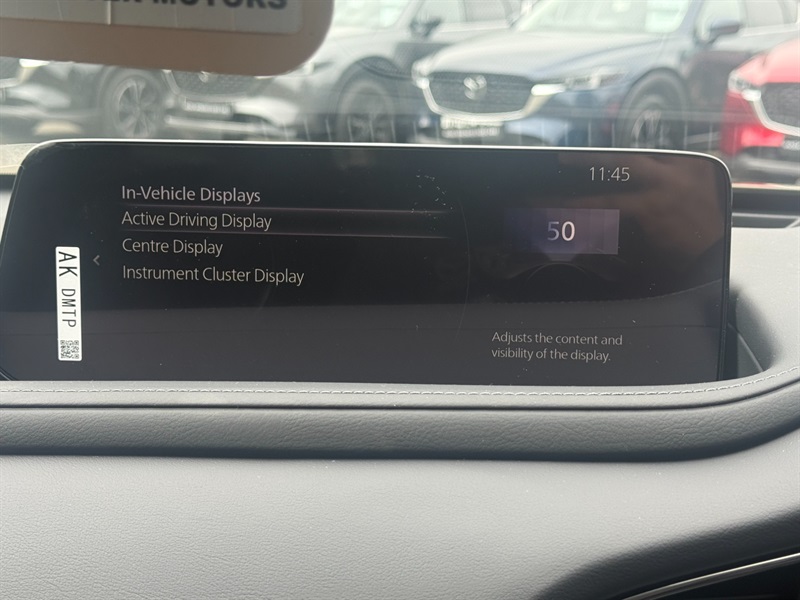 MOTORS
11:45
In-Vehicle Displays
Active Driving Display
Centre Display
Instrument Cluster Display
50
Adjusts the content and
visibility of the display.
AK DMTP